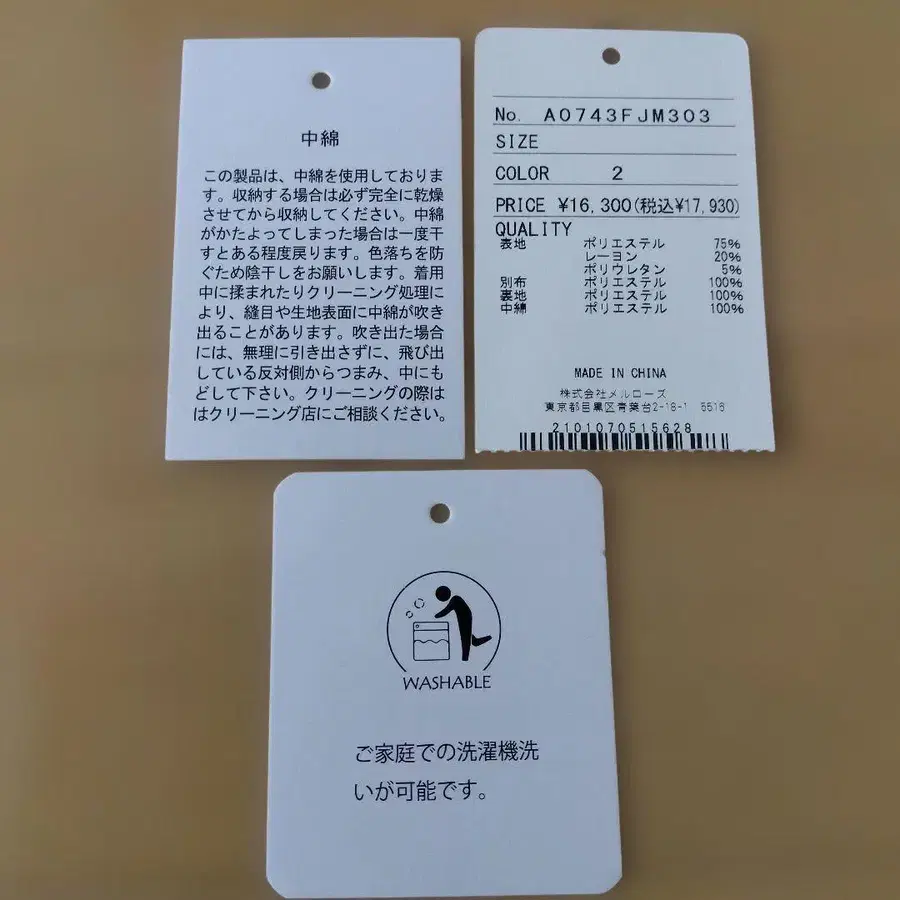 中綿
この製品は、中綿を使用しておりま
す。収納する場合は必ず完全に乾燥
させてから収納してください。中綿
がかたよってしまった場合は一度干
すとある程度戻ります。色落ちを防
ぐため陰干しをお願いします。着用
中に揉まれたりクリーニング処理に
より、縫目や生地表面に中綿が吹き
出ることがあります。吹き出た場合
には、無理に引き出さずに、飛び出
している反対側からつまみ、中にも
どして下さい。クリーニングの際は
はクリーニング店にご相談ください。
No. A0743FJM303
SIZE
COLOR 2
PRICE ¥16,300(税込¥17,930)
QUALITY
表地 ポリエステル 75%
レーヨン 20%
ポリウレタン 5%
別布 ポリエステル 100%
裏地 ポリエステル 100%
中綿 ポリエステル 100%
MADE IN CHINA
株式会社メルローズ
東京都目黒区青葉台2-18-1 5516
2101070515628
WASHABLE
ご家庭での洗濯機洗
いが可能です。